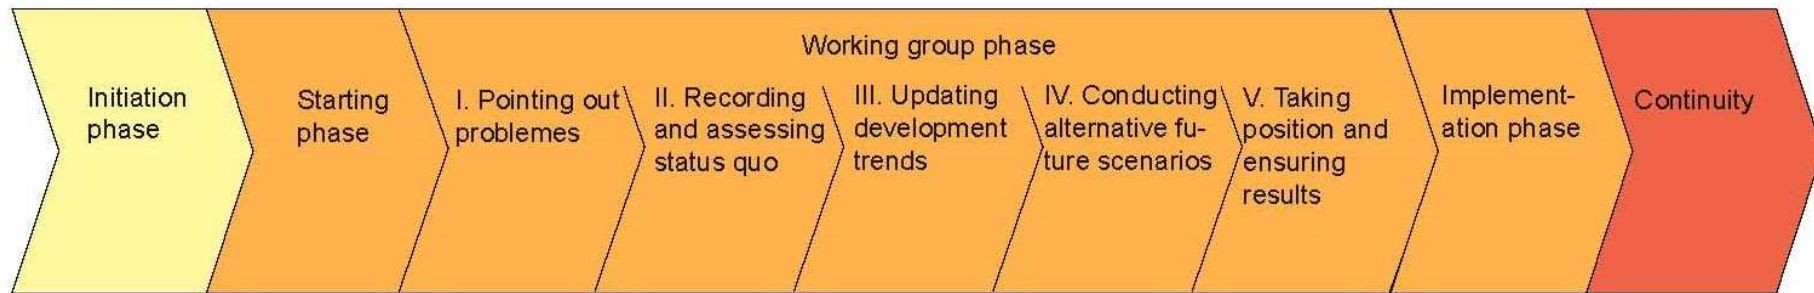 Working group phase
Initiation
phase
Starting
phase
I. Pointing out
problemes
II. Recording
and assessing
status quo
III. Updating
development
trends
IV. Conducting
alternative fu-
ture scenarios
V. Taking
position and
ensuring
results
Implement-
ation phase
Continuity